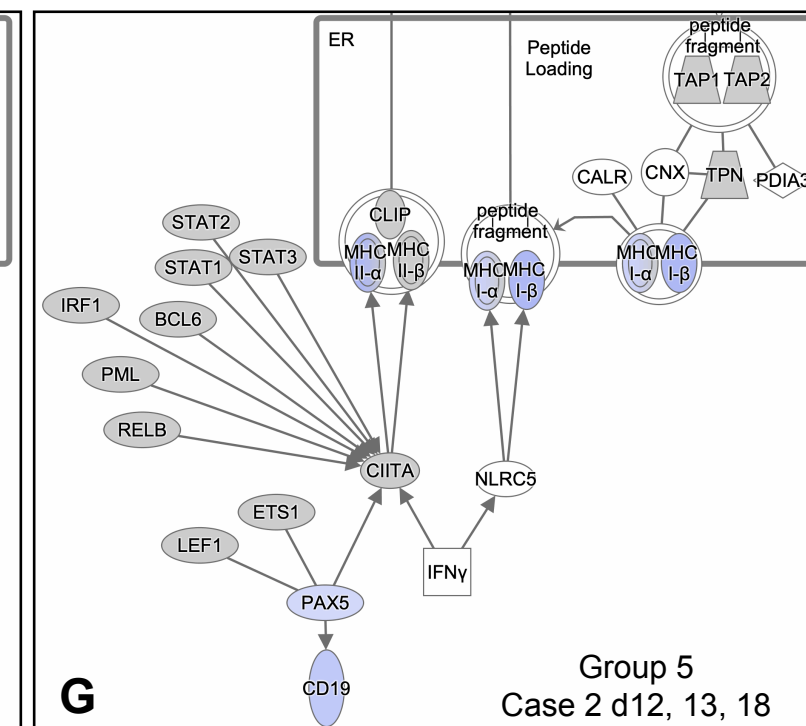 ER
Peptide
Loading
peptide
fragment
TAP1
TAP2
CALR
CNX
TPN
PDIA3
CLIP
MHC
II-α
MHC
II-β
peptide
fragment
MHC
I-α
MHC
I-β
MHC
I-α
MHC
I-β
STAT2
STAT1
STAT3
IRF1
BCL6
PML
RELB
CIITA
NLRC5
ETS1
LEF1
IFNγ
PAX5
CD19
G
Group 5
Case 2 d12, 13, 18